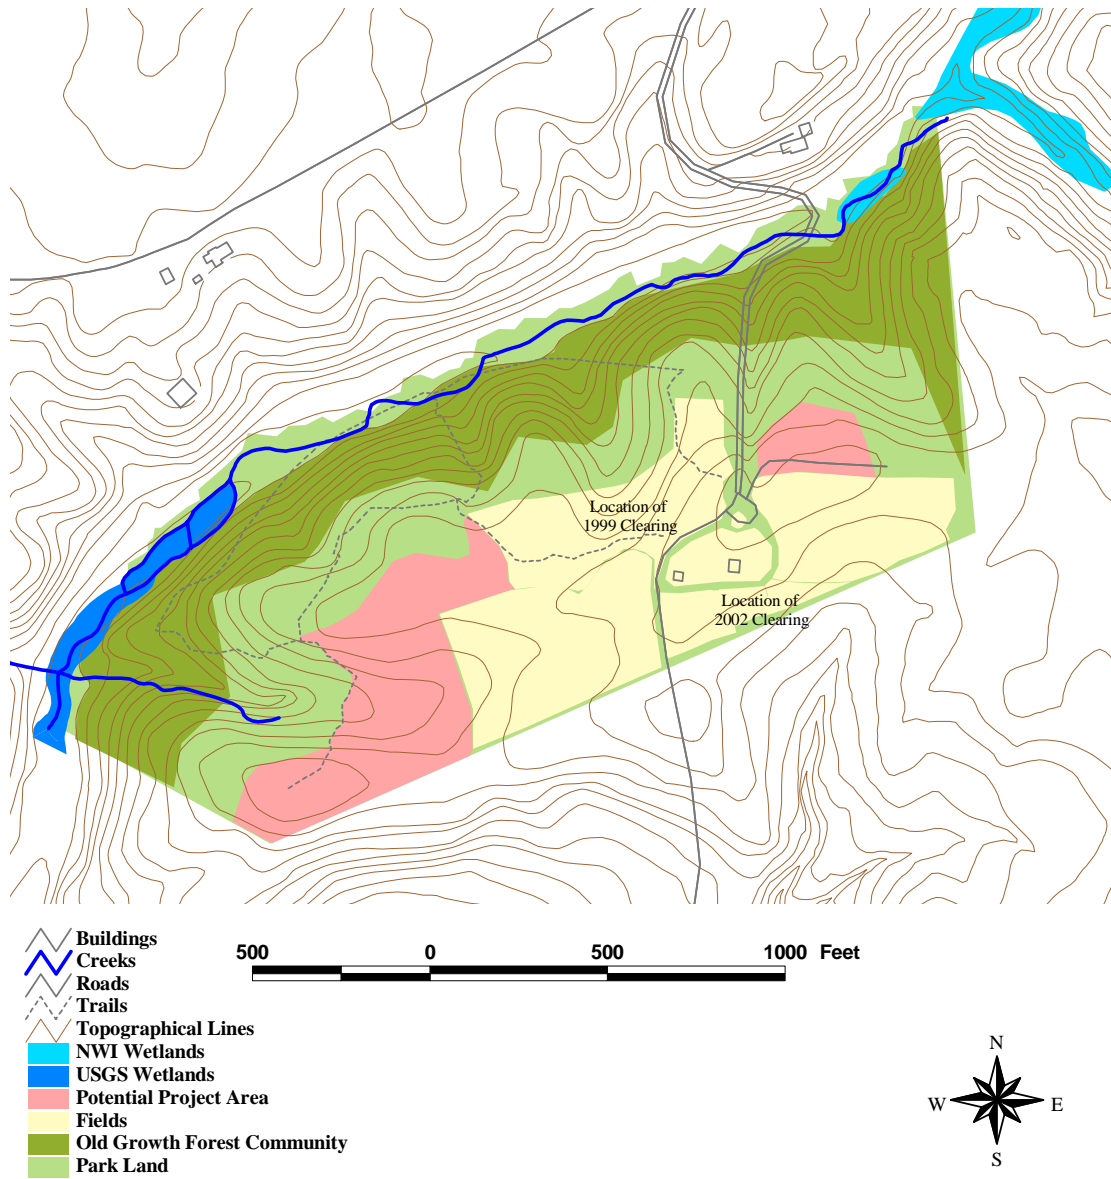 Location of
1999 Clearing
Location of
2002 Clearing
Buildings
Creeks
Roads
Trails
Topographical Lines
NWI Wetlands
USGS Wetlands
Potential Project Area
Fields
Old Growth Forest Community
Park Land
500 0 500 1000 Feet
N
W E
S